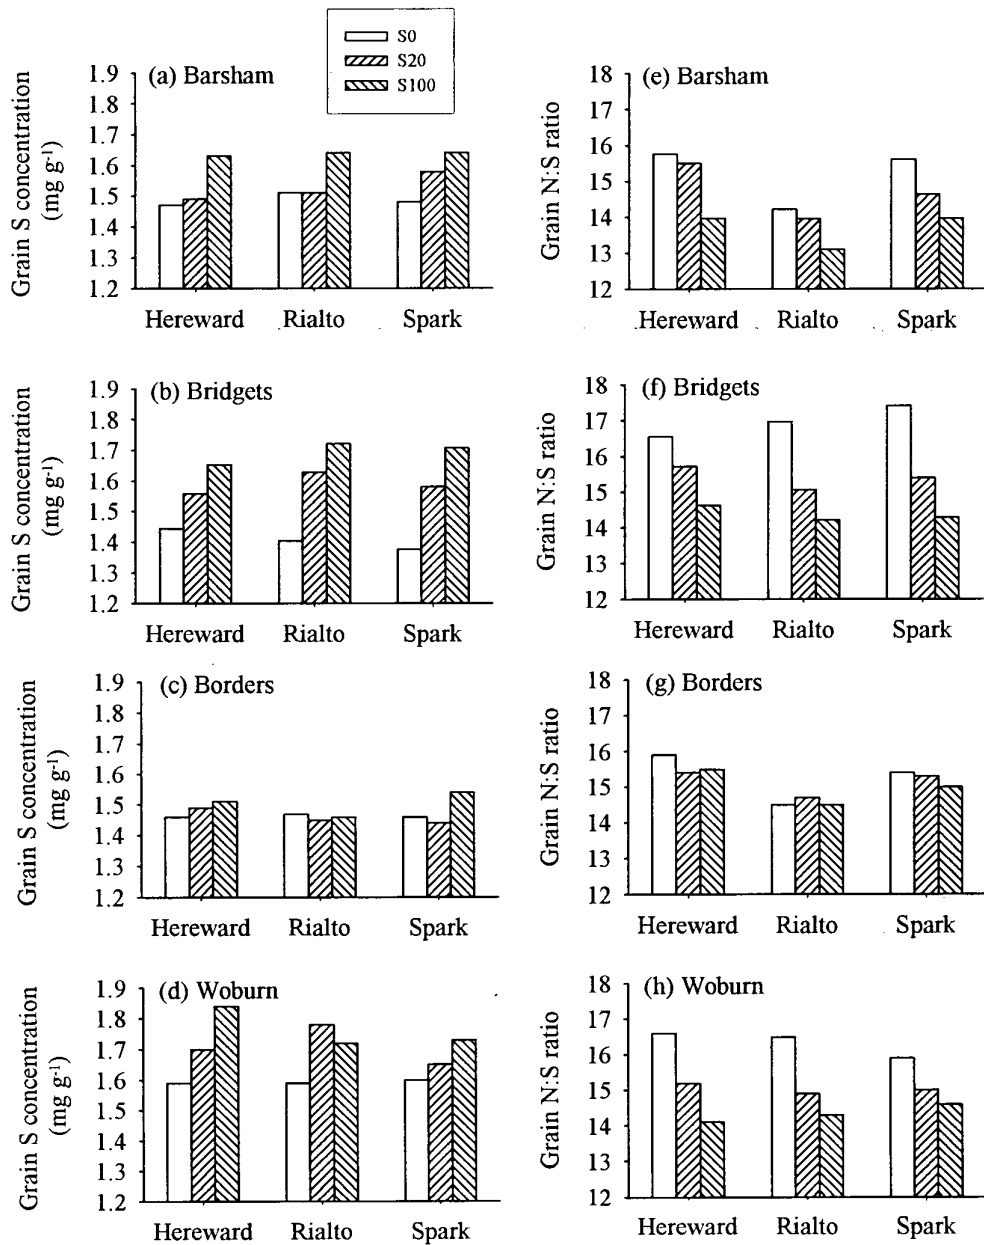 S0
S20
S100
(a) Barsham
Grain S concentration
(mg g⁻¹)
1.9
1.8
1.7
1.6
1.5
1.4
1.3
1.2
Hereward Rialto Spark
(e) Barsham
Grain N:S ratio
18
17
16
15
14
13
12
Hereward Rialto Spark
(b) Bridgets
Grain S concentration
(mg g⁻¹)
1.9
1.8
1.7
1.6
1.5
1.4
1.3
1.2
Hereward Rialto Spark
(f) Bridgets
Grain N:S ratio
18
17
16
15
14
13
12
Hereward Rialto Spark
(c) Borders
Grain S concentration
(mg g⁻¹)
1.9
1.8
1.7
1.6
1.5
1.4
1.3
1.2
Hereward Rialto Spark
(g) Borders
Grain N:S ratio
18
17
16
15
14
13
12
Hereward Rialto Spark
(d) Woburn
Grain S concentration
(mg g⁻¹)
1.9
1.8
1.7
1.6
1.5
1.4
1.3
1.2
Hereward Rialto Spark
(h) Woburn
Grain N:S ratio
18
17
16
15
14
13
12
Hereward Rialto Spark